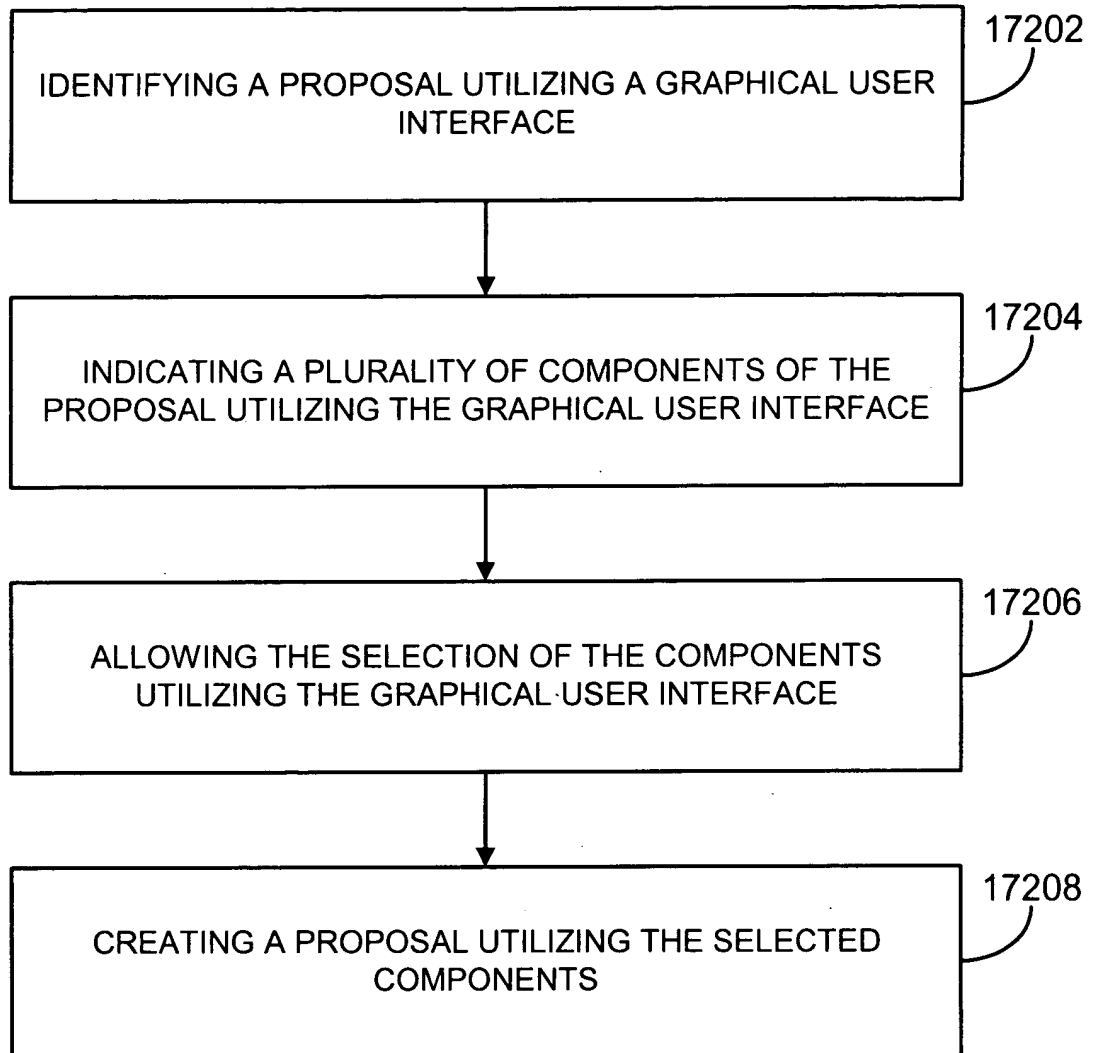 17202
IDENTIFYING A PROPOSAL UTILIZING A GRAPHICAL USER
INTERFACE
17204
INDICATING A PLURALITY OF COMPONENTS OF THE
PROPOSAL UTILIZING THE GRAPHICAL USER INTERFACE
17206
ALLOWING THE SELECTION OF THE COMPONENTS
UTILIZING THE GRAPHICAL USER INTERFACE
17208
CREATING A PROPOSAL UTILIZING THE SELECTED
COMPONENTS